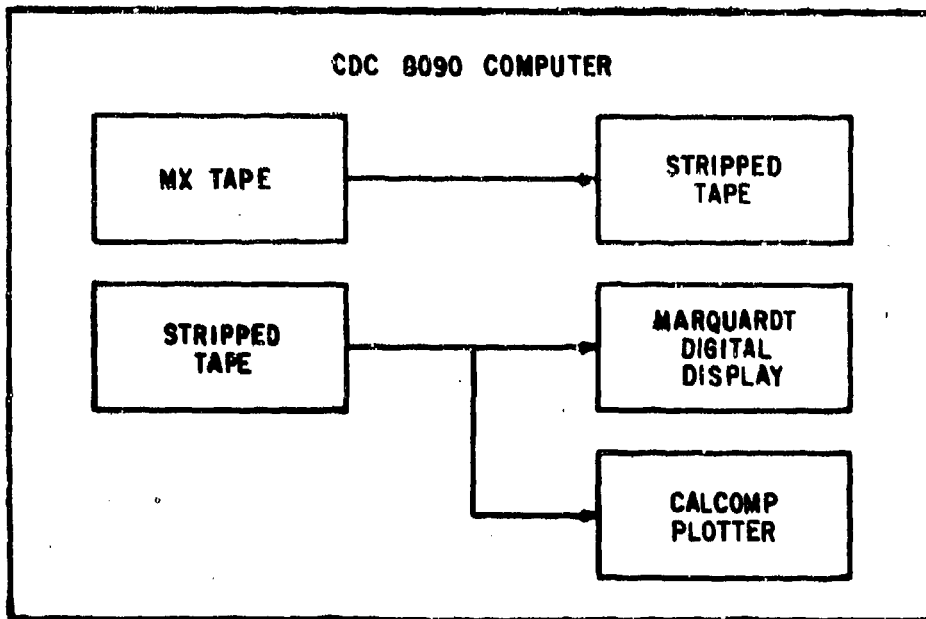 CDC 8090 COMPUTER
MX TAPE
STRIPPED
TAPE
STRIPPED
TAPE
MARQUARDT
DIGITAL
DISPLAY
CALCOMP
PLOTTER